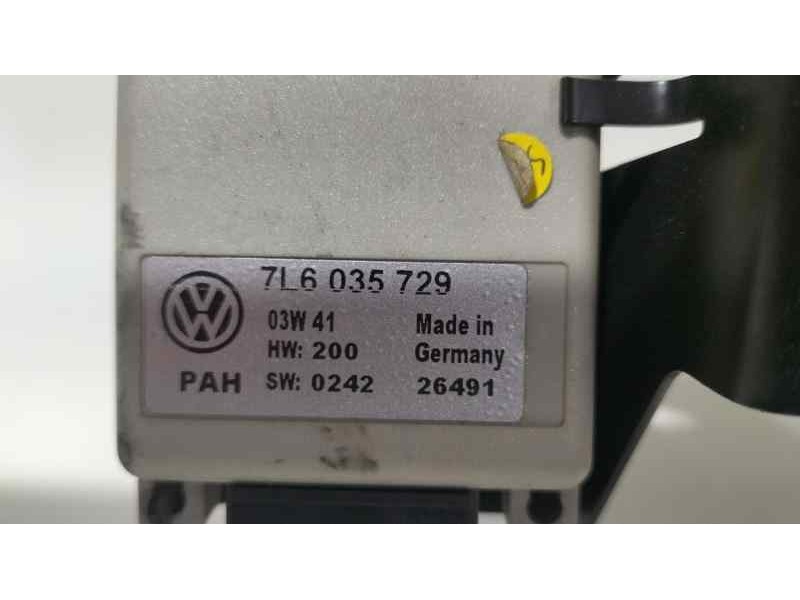 7L6 035 729
03W 41 Made in
HW: 200 Germany
PAH SW: 0242 26491